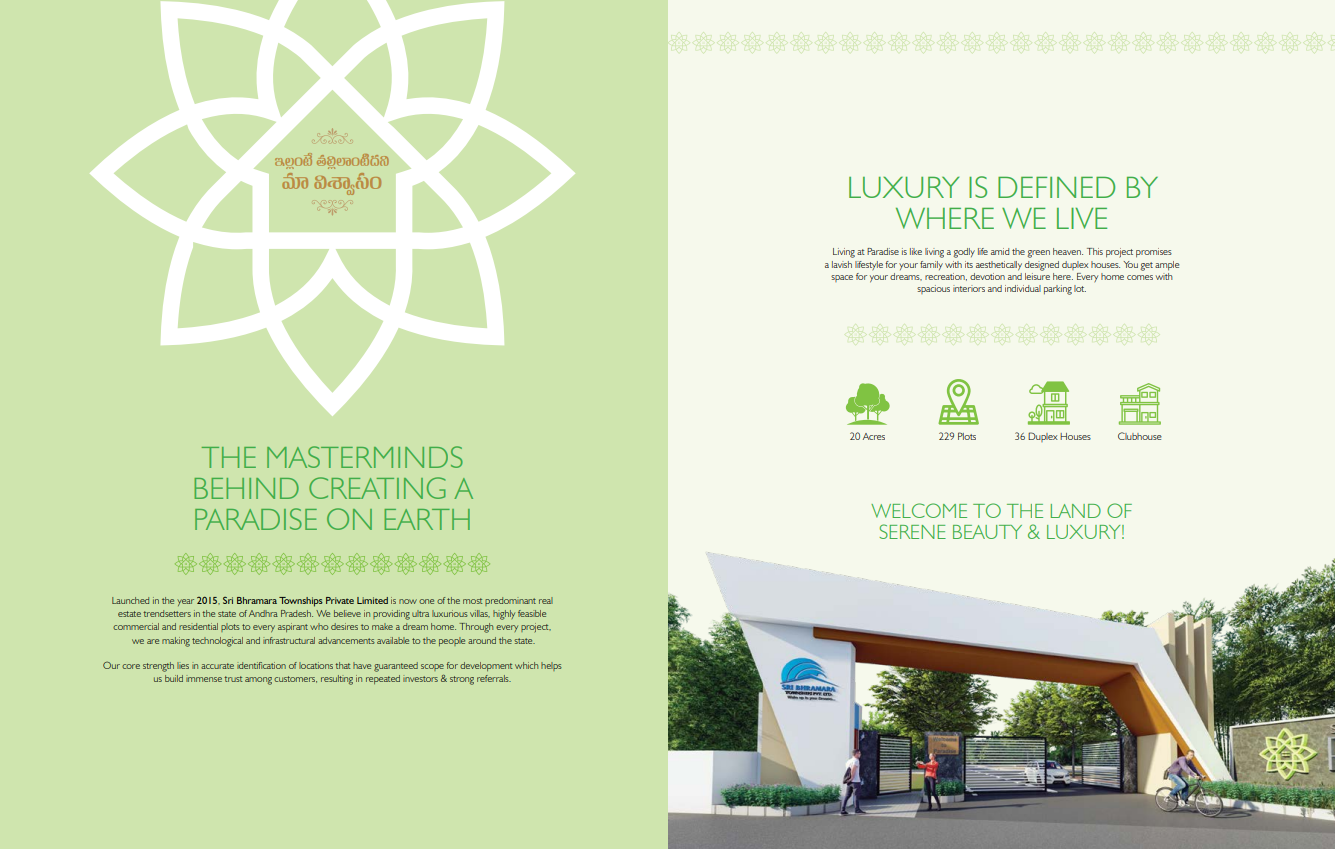 ఇల్లంటే తల్లిలాంటిదని
మా విశ్వాసం
THE MASTERMINDS
BEHIND CREATING A
PARADISE ON EARTH
Launched in the year 2015, Sri Bhramara Townships Private Limited is now one of the most predominant real
estate trendsetters in the state of Andhra Pradesh. We believe in providing ultra luxurious villas, highly feasible
commercial and residential plots to every aspirant who desires to make a dream home. Through every project,
we are making technological and infrastructural advancements available to the people around the state.
Our core strength lies in accurate identification of locations that have guaranteed scope for development which helps
us build immense trust among customers, resulting in repeated investors & strong referrals.
LUXURY IS DEFINED BY
WHERE WE LIVE
Living at Paradise is like living a godly life amid the green heaven. This project promises
a lavish lifestyle for your family with its aesthetically designed duplex houses. You get ample
space for your dreams, recreation, devotion and leisure here. Every home comes with
spacious interiors and individual parking lot.
20 Acres
229 Plots
36 Duplex Houses
Clubhouse
WELCOME TO THE LAND OF
SERENE BEAUTY & LUXURY!
SRI BHRAMARA
TOWNSHIPS PVT. LTD.
Wake up to your dreams...
Welcome
to
Paradise